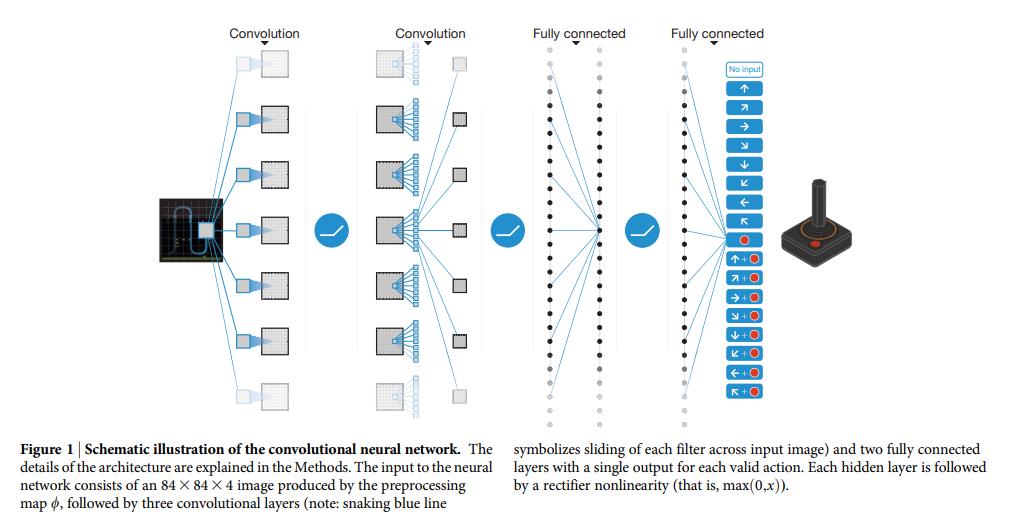 Convolution
Convolution
Fully connected
Fully connected
No input
↑
↗
→
↘
↓
↙
←
↖
↑ +
↗ +
→ +
↘ +
↓ +
↙ +
← +
↖ +
Figure 1 | Schematic illustration of the convolutional neural network. The
details of the architecture are explained in the Methods. The input to the neural
network consists of an 84 × 84 × 4 image produced by the preprocessing
map ϕ, followed by three convolutional layers (note: snaking blue line
symbolizes sliding of each filter across input image) and two fully connected
layers with a single output for each valid action. Each hidden layer is followed
by a rectifier nonlinearity (that is, max(0,x)).